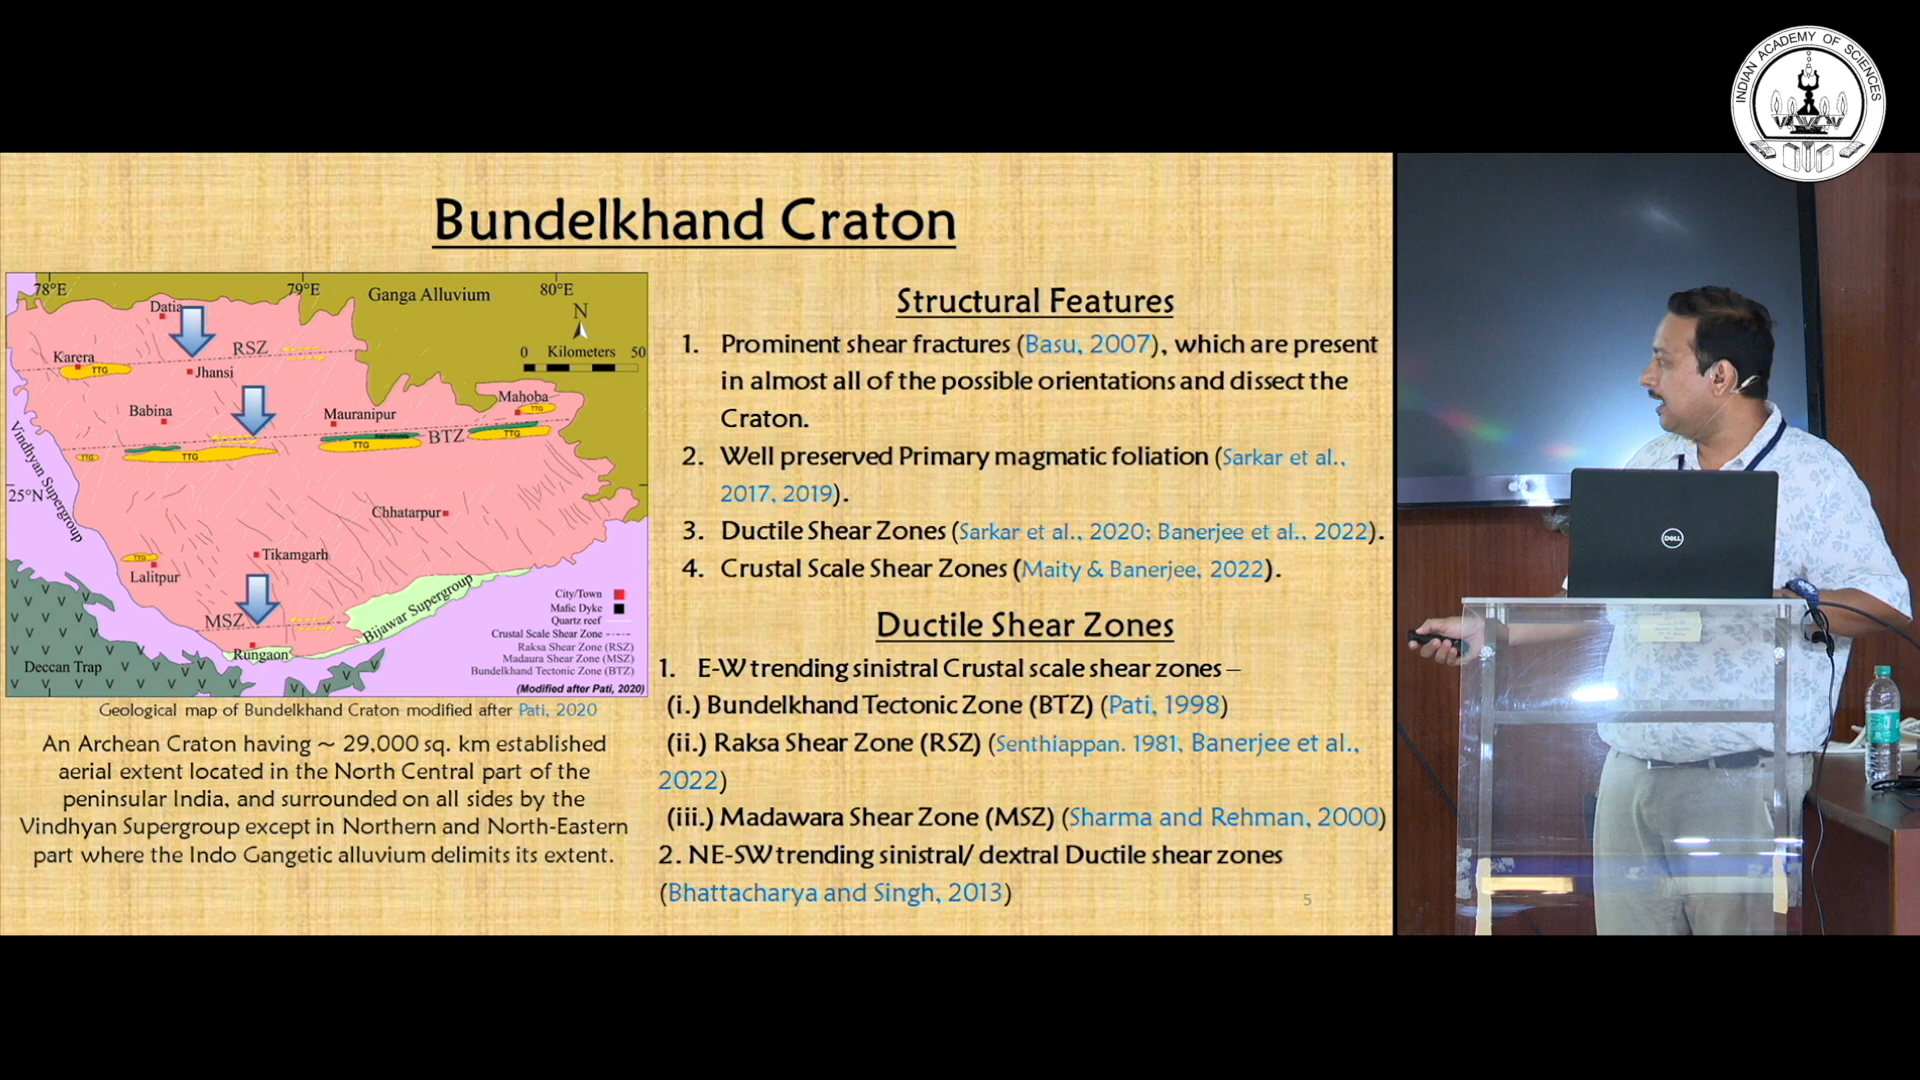 INDIAN ACADEMY OF SCIENCES
Bundelkhand Craton
78°E
79°E
80°E
Ganga Alluvium
N
0 Kilometers 50
Datia
RSZ
Karera
TTG
Jhansi
Babina
Mauranipur
Mahoba
TTG
BTZ
TTG
TTG
TTG
TTG
Vindhyan Supergroup
25°N
Chhatarpur
TTG
Tikamgarh
Lalitpur
MSZ
Rungaon
Bijawar Supergroup
Deccan Trap
City/Town
Mafic Dyke
Quartz reef
Crustal Scale Shear Zone
Raksa Shear Zone (RSZ)
Madaura Shear Zone (MSZ)
Bundelkhand Tectonic Zone (BTZ)
(Modified after Pati, 2020)
Geological map of Bundelkhand Craton modified after Pati, 2020
An Archean Craton having ~ 29,000 sq. km established
aerial extent located in the North Central part of the
peninsular India, and surrounded on all sides by the
Vindhyan Supergroup except in Northern and North-Eastern
part where the Indo Gangetic alluvium delimits its extent.
Structural Features
1. Prominent shear fractures (Basu, 2007), which are present
in almost all of the possible orientations and dissect the
Craton.
2. Well preserved Primary magmatic foliation (Sarkar et al.,
2017, 2019).
3. Ductile Shear Zones (Sarkar et al., 2020; Banerjee et al., 2022).
4. Crustal Scale Shear Zones (Maity & Banerjee, 2022).
Ductile Shear Zones
1. E-W trending sinistral Crustal scale shear zones –
(i.) Bundelkhand Tectonic Zone (BTZ) (Pati, 1998)
(ii.) Raksa Shear Zone (RSZ) (Senthiappan. 1981, Banerjee et al.,
2022)
(iii.) Madawara Shear Zone (MSZ) (Sharma and Rehman, 2000)
2. NE-SW trending sinistral/ dextral Ductile shear zones
(Bhattacharya and Singh, 2013)
5
DELL